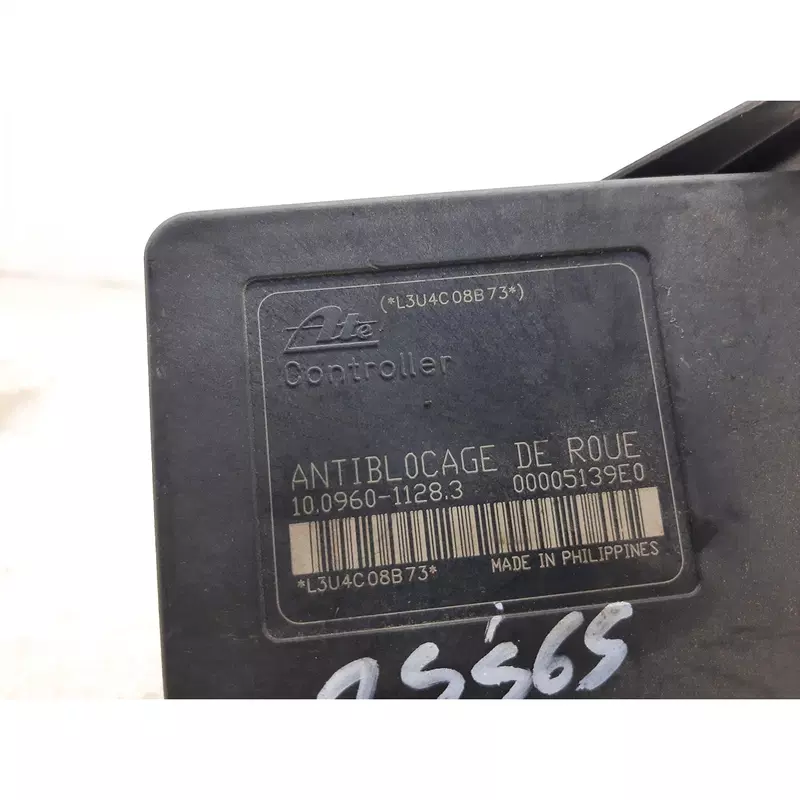 (*L3U4C08B73*)
Ate
Controller
ANTIBLOCAGE DE ROUE
10.0960-1128.3 00005139E0
*L3U4C08B73* MADE IN PHILIPPINES